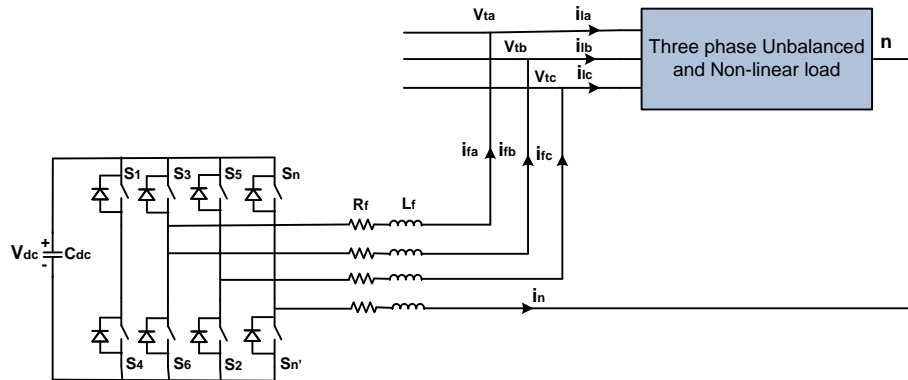 Vta
ila
Vtb
ilb
Vtc
ilc
Three phase Unbalanced
and Non-linear load
n
ifa
ifb
ifc
S1
S3
S5
Sn
Rf
Lf
Vdc
+
-
Cdc
in
S4
S6
S2
Sn'